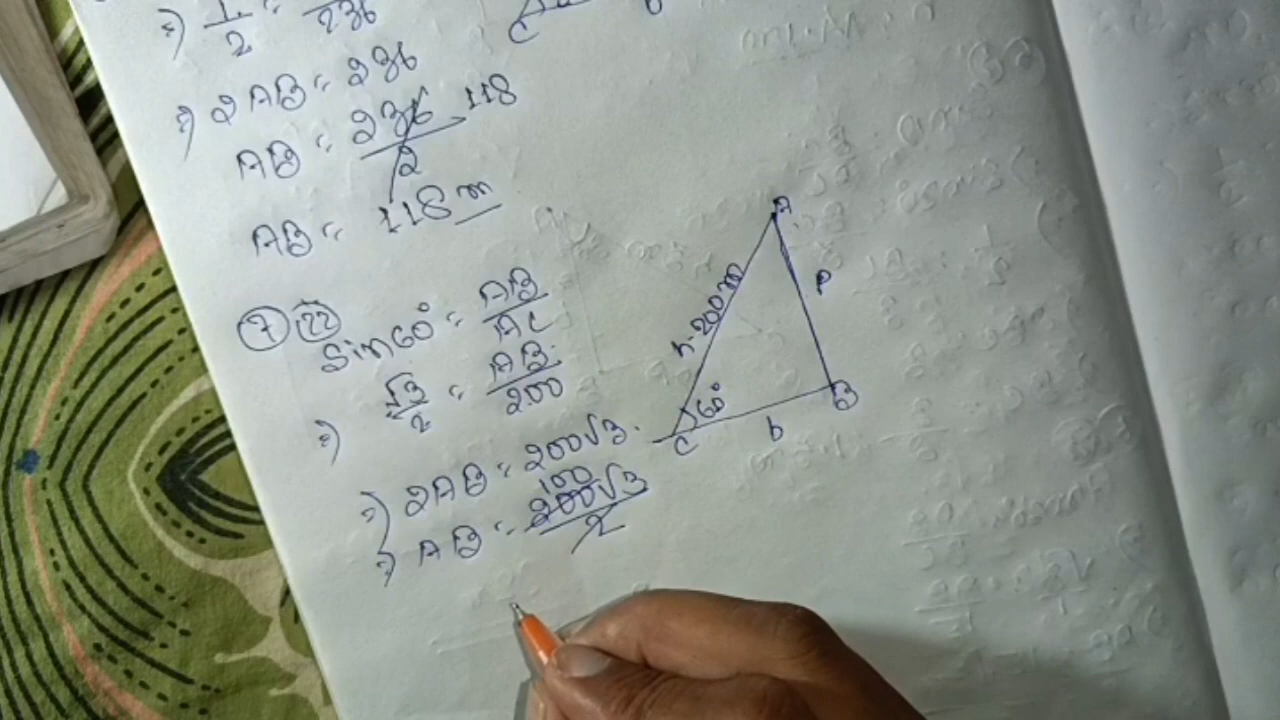 =) 1/2 = /236
C
=) 2AB = 236
AB = 236/2 118
AB = 118 m
7 22
Sin60° = AB/AC
=) √3/2 = AB/200
=) 2AB = 200√3.
=) AB = 200√3/2 100
A
h-200m
P
60°
C
b
B